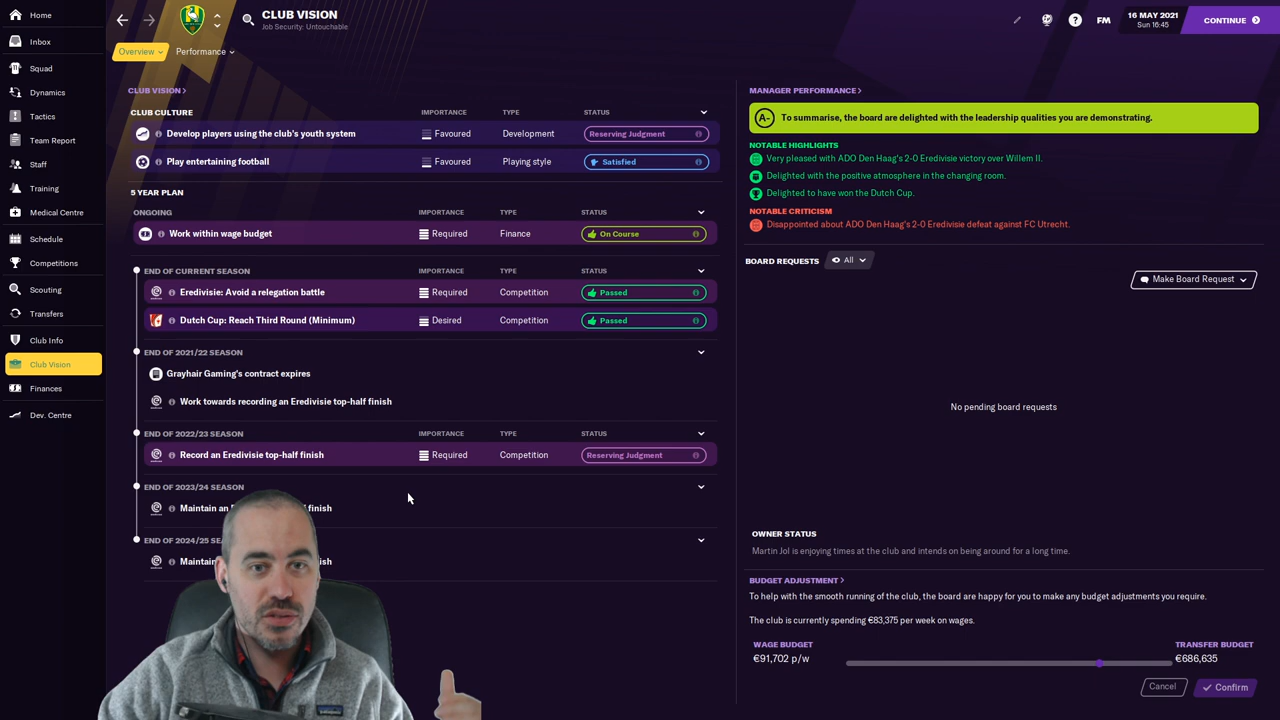 Home
Inbox
Squad
Dynamics
Tactics
Team Report
Staff
Training
Medical Centre
Schedule
Competitions
Scouting
Transfers
Club Info
Club Vision
Finances
Dev. Centre
CLUB VISION
Job Security: Untouchable
FM
16 MAY 2021
Sun 16:45
CONTINUE
Overview
Performance
CLUB VISION >
CLUB CULTURE IMPORTANCE TYPE STATUS
Develop players using the club's youth system Favoured Development Reserving Judgment
Play entertaining football Favoured Playing style Satisfied
5 YEAR PLAN
ONGOING IMPORTANCE TYPE STATUS
Work within wage budget Required Finance On Course
END OF CURRENT SEASON IMPORTANCE TYPE STATUS
Eredivisie: Avoid a relegation battle Required Competition Passed
Dutch Cup: Reach Third Round (Minimum) Desired Competition Passed
END OF 2021/22 SEASON
Grayhair Gaming's contract expires
Work towards recording an Eredivisie top-half finish
END OF 2022/23 SEASON IMPORTANCE TYPE STATUS
Record an Eredivisie top-half finish Required Competition Reserving Judgment
END OF 2023/24 SEASON
Maintain an finish
END OF 2024/25
Maintain finish
MANAGER PERFORMANCE >
A- To summarise, the board are delighted with the leadership qualities you are demonstrating.
NOTABLE HIGHLIGHTS
Very pleased with ADO Den Haag's 2-0 Eredivisie victory over Willem II.
Delighted with the positive atmosphere in the changing room.
Delighted to have won the Dutch Cup.
NOTABLE CRITICISM
Disappointed about ADO Den Haag's 2-0 Eredivisie defeat against FC Utrecht.
BOARD REQUESTS All
Make Board Request
No pending board requests
OWNER STATUS
Martin Jol is enjoying times at the club and intends on being around for a long time.
BUDGET ADJUSTMENT >
To help with the smooth running of the club, the board are happy for you to make any budget adjustments you require.
The club is currently spending €83,375 per week on wages.
WAGE BUDGET TRANSFER BUDGET
€91,702 p/w €686,635
Cancel Confirm